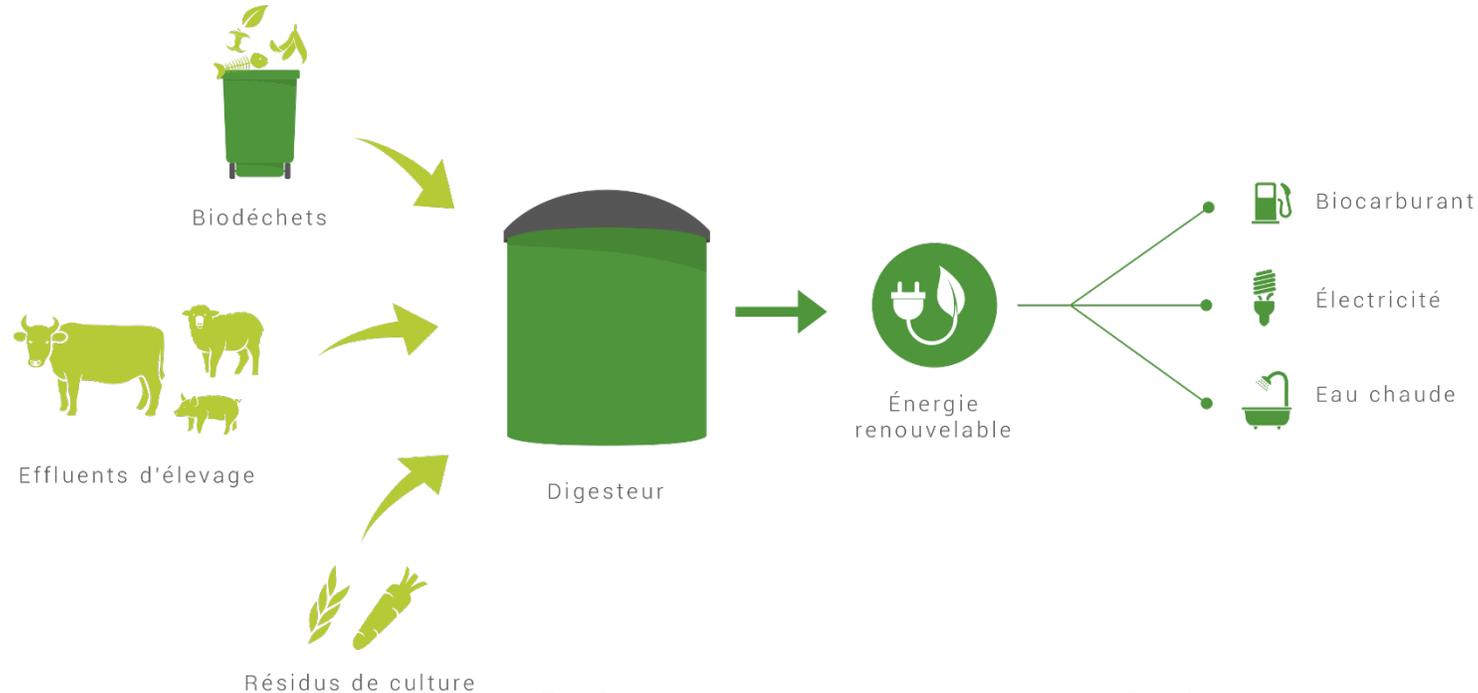 Biodéchets
Effluents d'élevage
Résidus de culture
Digesteur
Énergie
renouvelable
Biocarburant
Électricité
Eau chaude